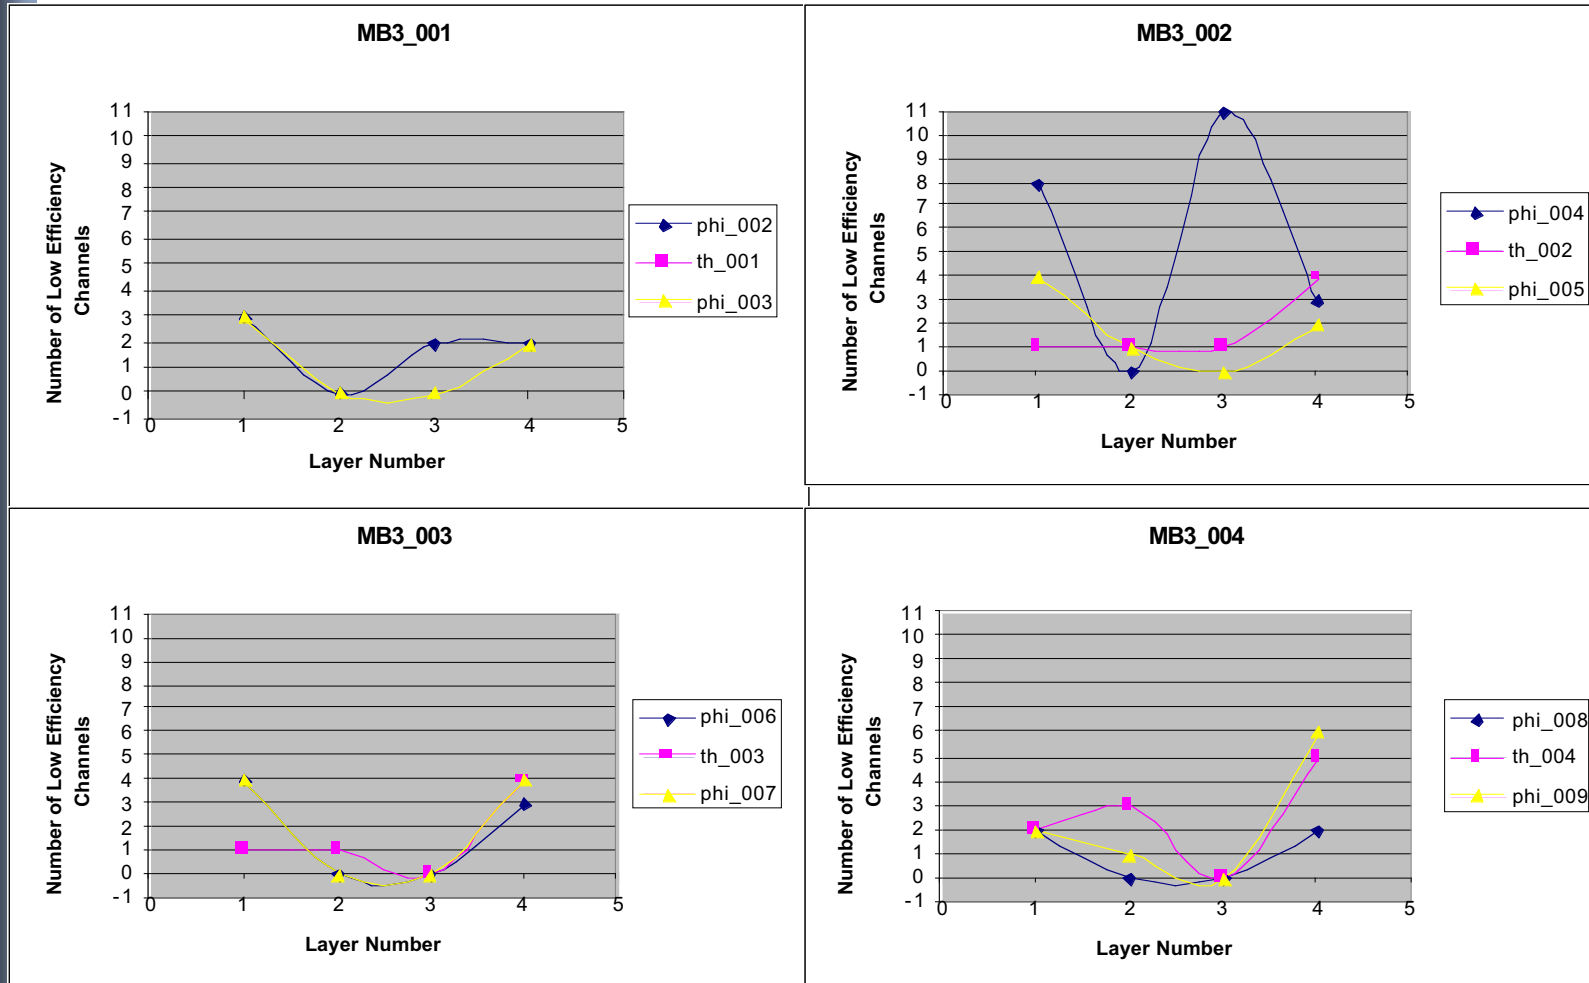 MB3_001
Number of Low Efficiency
Channels
11
10
9
8
7
6
5
4
3
2
1
0
-1
0 1 2 3 4 5
Layer Number
phi_002
th_001
phi_003
MB3_002
Number of Low Efficiency
Channels
11
10
9
8
7
6
5
4
3
2
1
0
-1
0 1 2 3 4 5
Layer Number
phi_004
th_002
phi_005
MB3_003
Number of Low Efficiency
Channels
11
10
9
8
7
6
5
4
3
2
1
0
-1
0 1 2 3 4 5
Layer Number
phi_006
th_003
phi_007
MB3_004
Number of Low Efficiency
Channels
11
10
9
8
7
6
5
4
3
2
1
0
-1
0 1 2 3 4 5
Layer Number
phi_008
th_004
phi_009